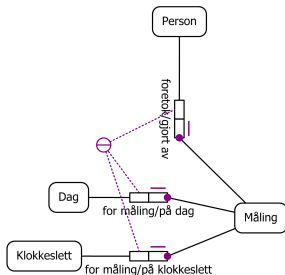 Person
foretok/gjort av
Dag
for måling/på dag
Måling
Klokkeslett
for måling/på klokkeslett